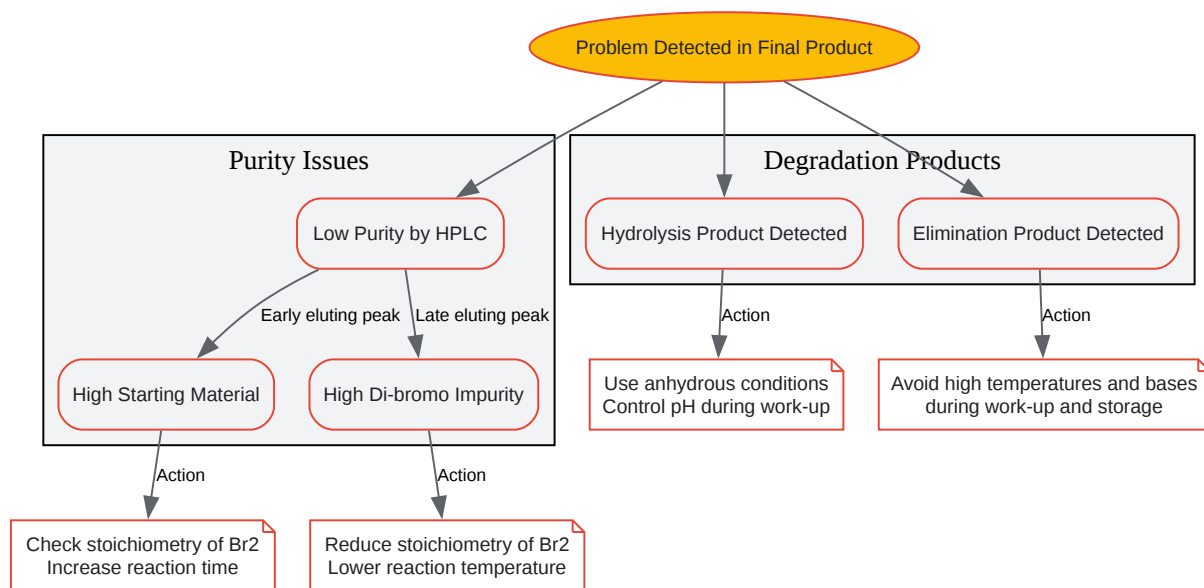 Problem Detected in Final Product
Purity Issues
Degradation Products
Low Purity by HPLC
Hydrolysis Product Detected
Elimination Product Detected
Early eluting peak
Late eluting peak
Action
Action
High Starting Material
High Di-bromo Impurity
Use anhydrous conditions
Control pH during work-up
Avoid high temperatures and bases
during work-up and storage
Action
Action
Check stoichiometry of Br2
Increase reaction time
Reduce stoichiometry of Br2
Lower reaction temperature